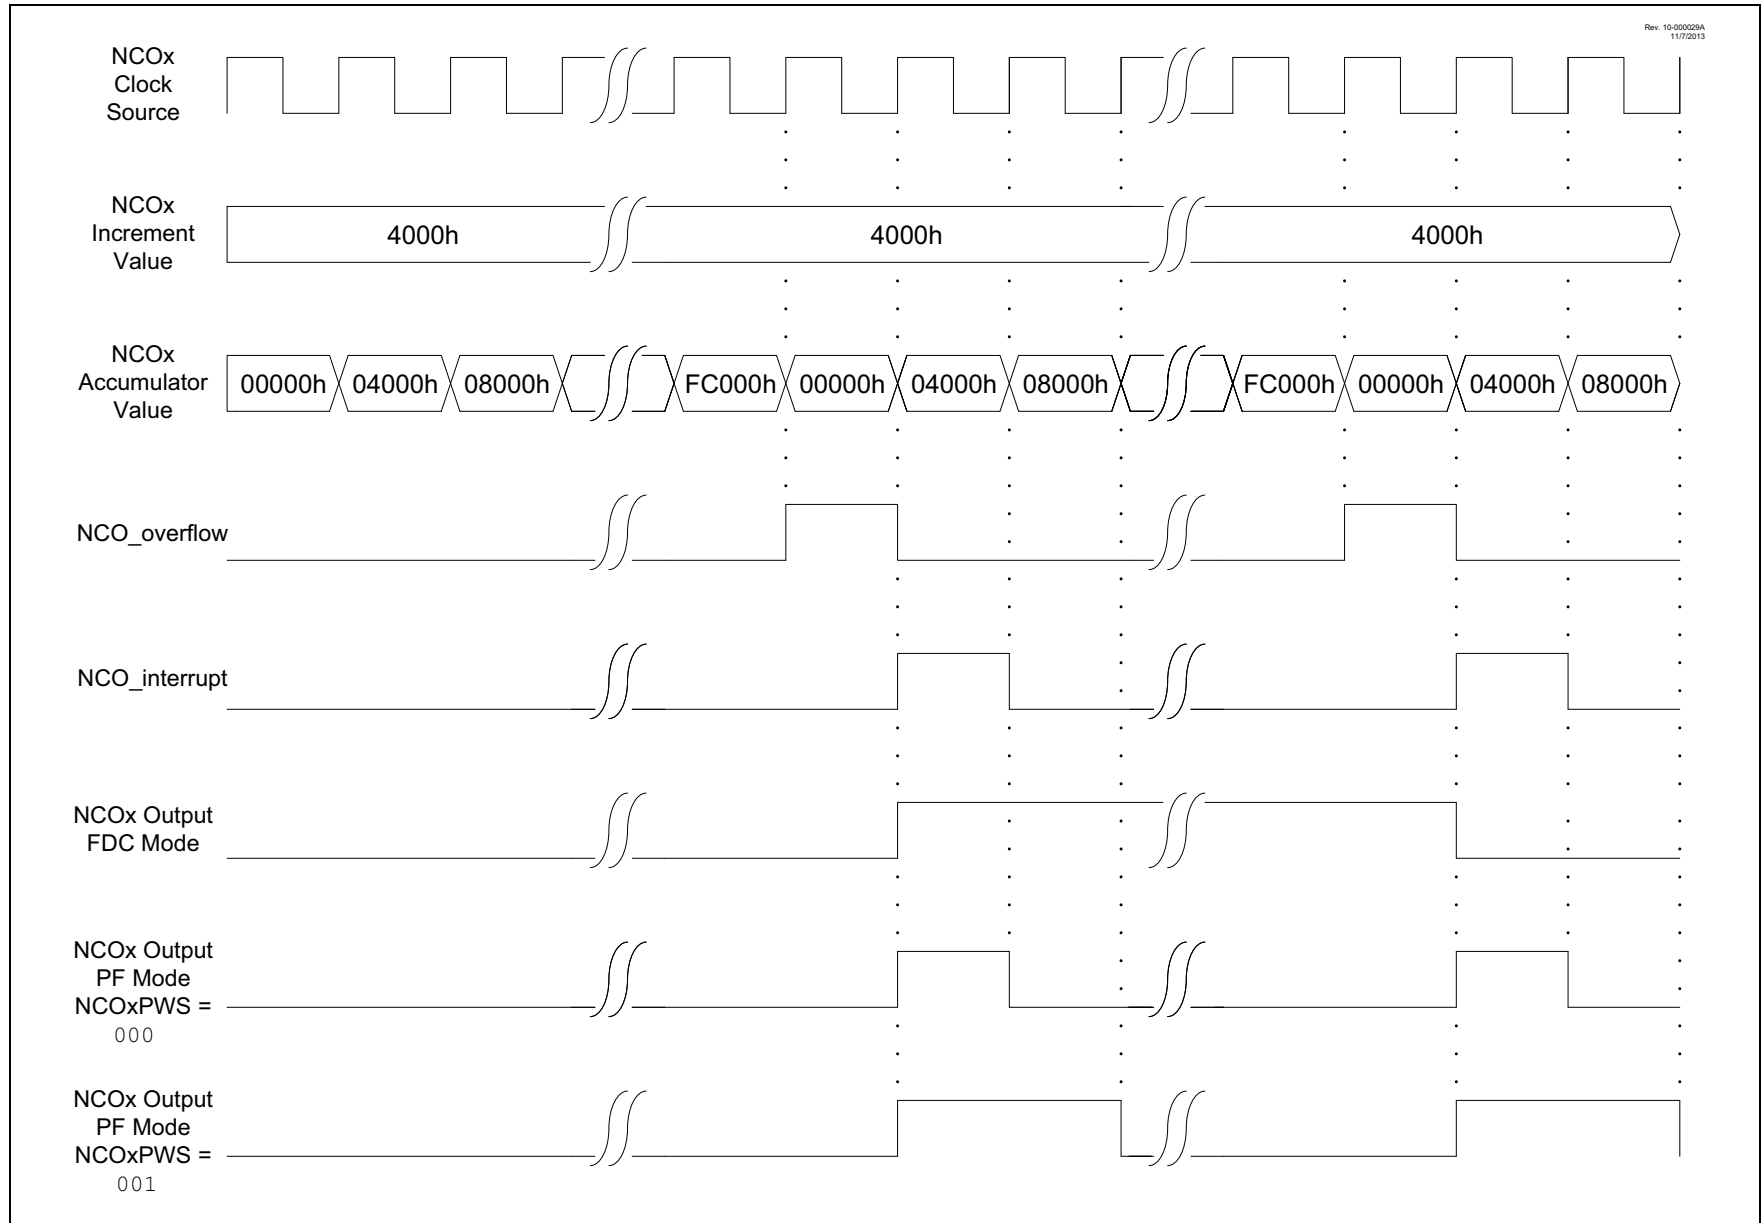 Rev. 10-000029A
11/7/2013
NCOx
Clock
Source
NCOx
Increment
Value
4000h
4000h
4000h
NCOx
Accumulator
Value
00000h 04000h 08000h FC000h 00000h 04000h 08000h FC000h 00000h 04000h 08000h
NCO_overflow
NCO_interrupt
NCOx Output
FDC Mode
NCOx Output
PF Mode
NCOxPWS =
000
NCOx Output
PF Mode
NCOxPWS =
001